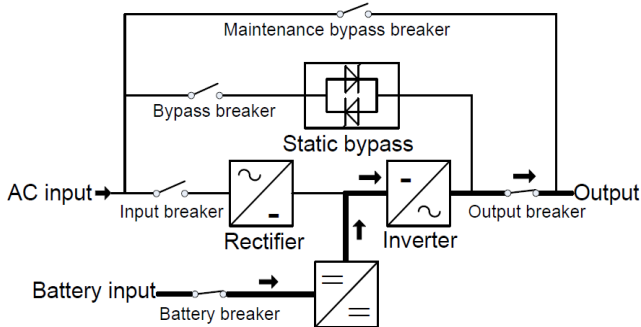 Maintenance bypass breaker
Bypass breaker
Static bypass
AC input
Input breaker
Rectifier
Inverter
Output breaker
Output
Battery input
Battery breaker